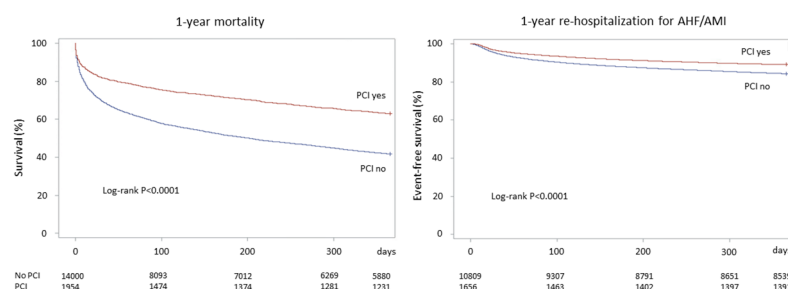 1-year mortality
100
80
60
40
20
0
Survival (%)
PCI yes
PCI no
Log-rank P<0.0001
0 100 200 300 days
No PCI 14000 8093 7012 6269 5880
PCI 1954 1474 1374 1281 1231
1-year re-hospitalization for AHF/AMI
100
80
60
40
20
0
Event-free survival (%)
PCI yes
PCI no
Log-rank P<0.0001
0 100 200 300 days
10809 9307 8791 8651 8539
1656 1463 1402 1397